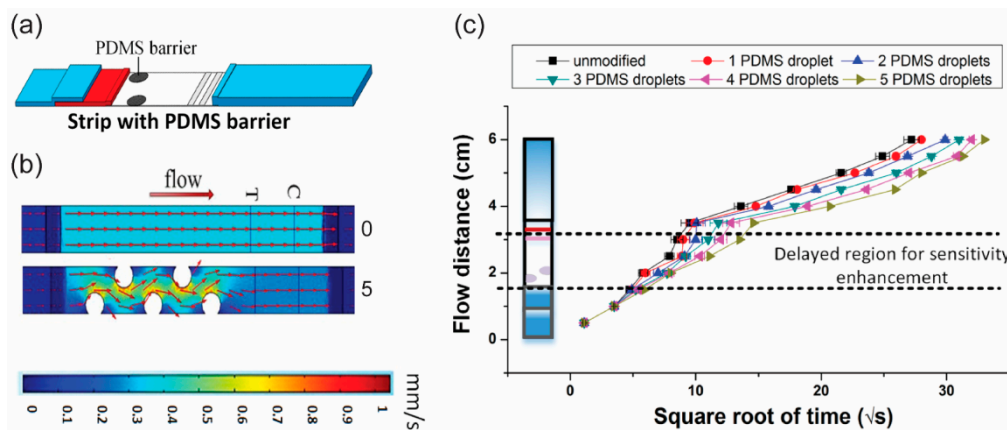 (a)
PDMS barrier
Strip with PDMS barrier
(b)
flow
T
C
0
5
mm/s
0 0.1 0.2 0.3 0.4 0.5 0.6 0.7 0.8 0.9 1
(c)
unmodified 1 PDMS droplet 2 PDMS droplets
3 PDMS droplets 4 PDMS droplets 5 PDMS droplets
Flow distance (cm)
6
4
2
0
Delayed region for sensitivity
enhancement
0 10 20 30
Square root of time (√s)